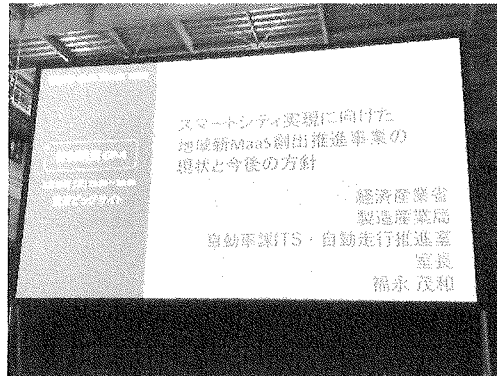 スマートシティ実現に向けた
地域新MaaS創出推進事業の
現状と今後の方針
経済産業省
製造産業局
自動車課ITS・自動走行推進室
室長
福永 茂和